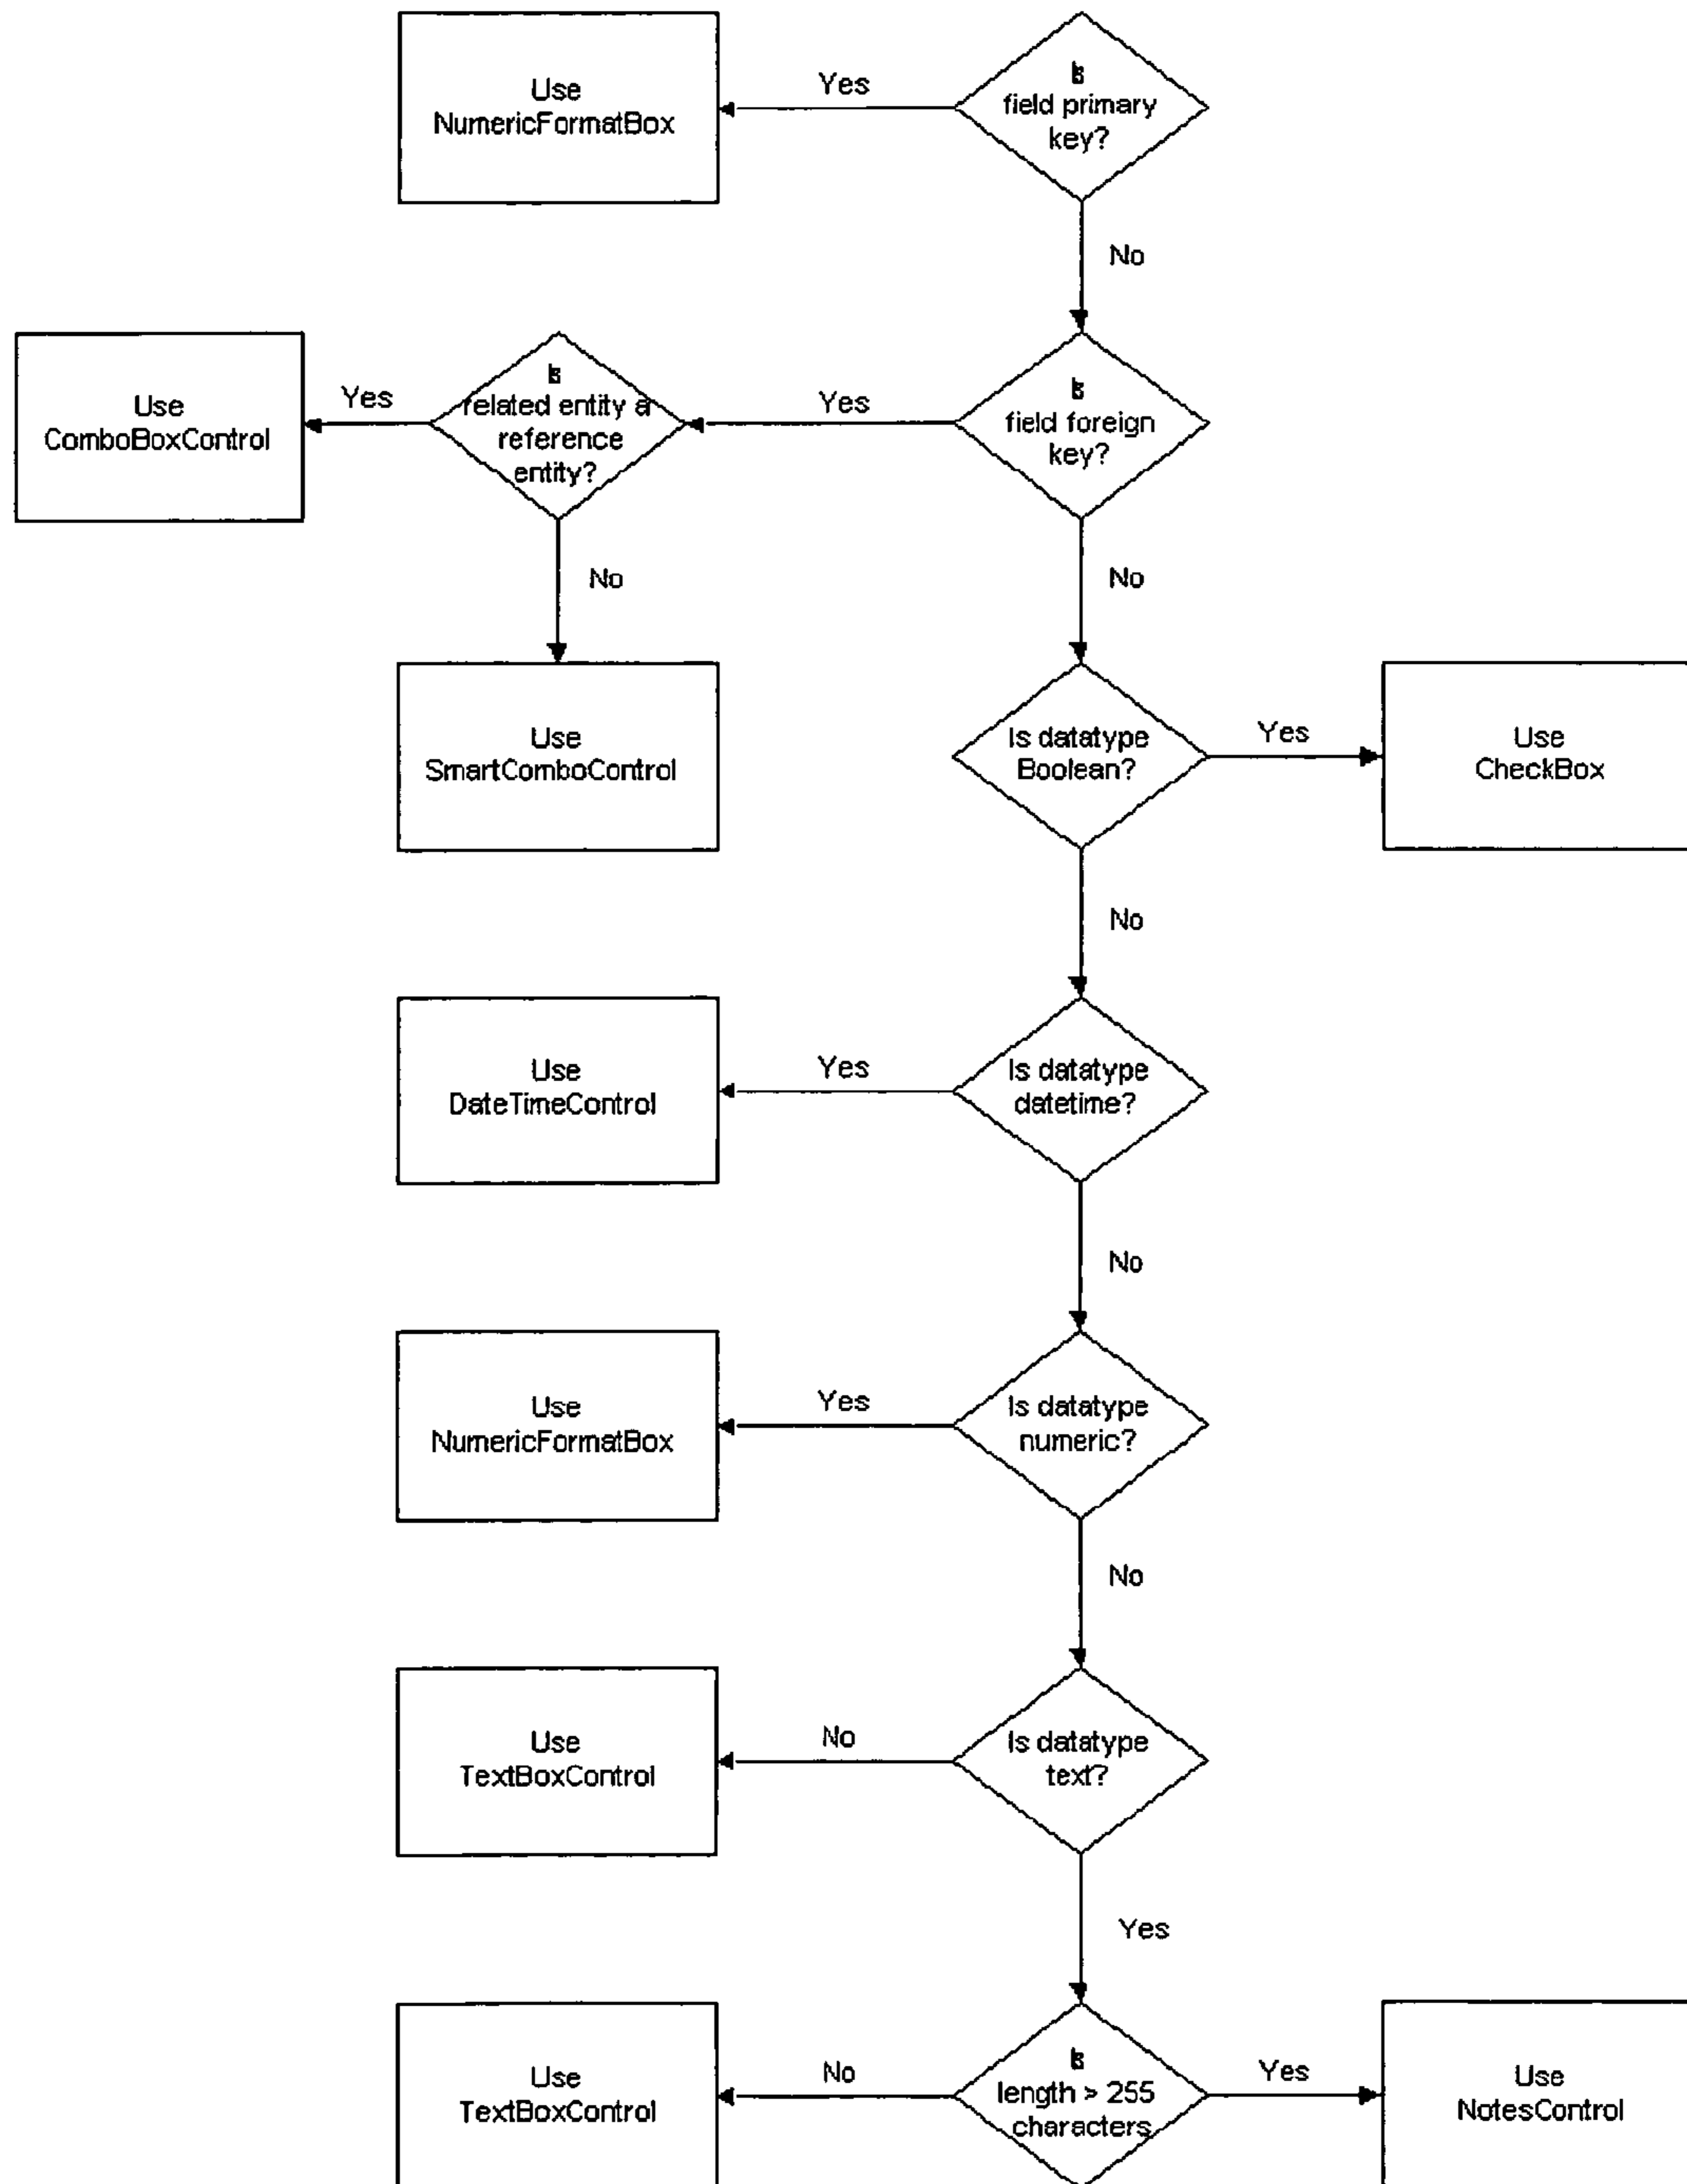 Use
NumericFormatBox
Yes
Is
field primary
key?
No
Use
ComboBoxControl
Yes
Is
related entity a
reference
entity?
Yes
Is
field foreign
key?
No
No
Use
SmartComboControl
Is datatype
Boolean?
Yes
Use
CheckBox
No
Use
DateTimeControl
Yes
Is datatype
datetime?
No
Use
NumericFormatBox
Yes
Is datatype
numeric?
No
Use
TextBoxControl
No
Is datatype
text?
Yes
Use
TextBoxControl
No
Is
length > 255
characters
Yes
Use
NotesControl